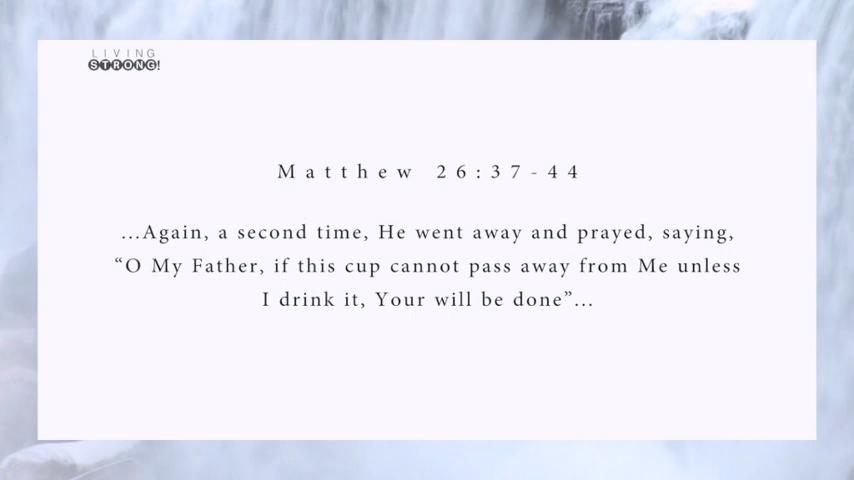 LIVING
STRONG!
Matthew 26:37-44
...Again, a second time, He went away and prayed, saying,
“O My Father, if this cup cannot pass away from Me unless
I drink it, Your will be done”...